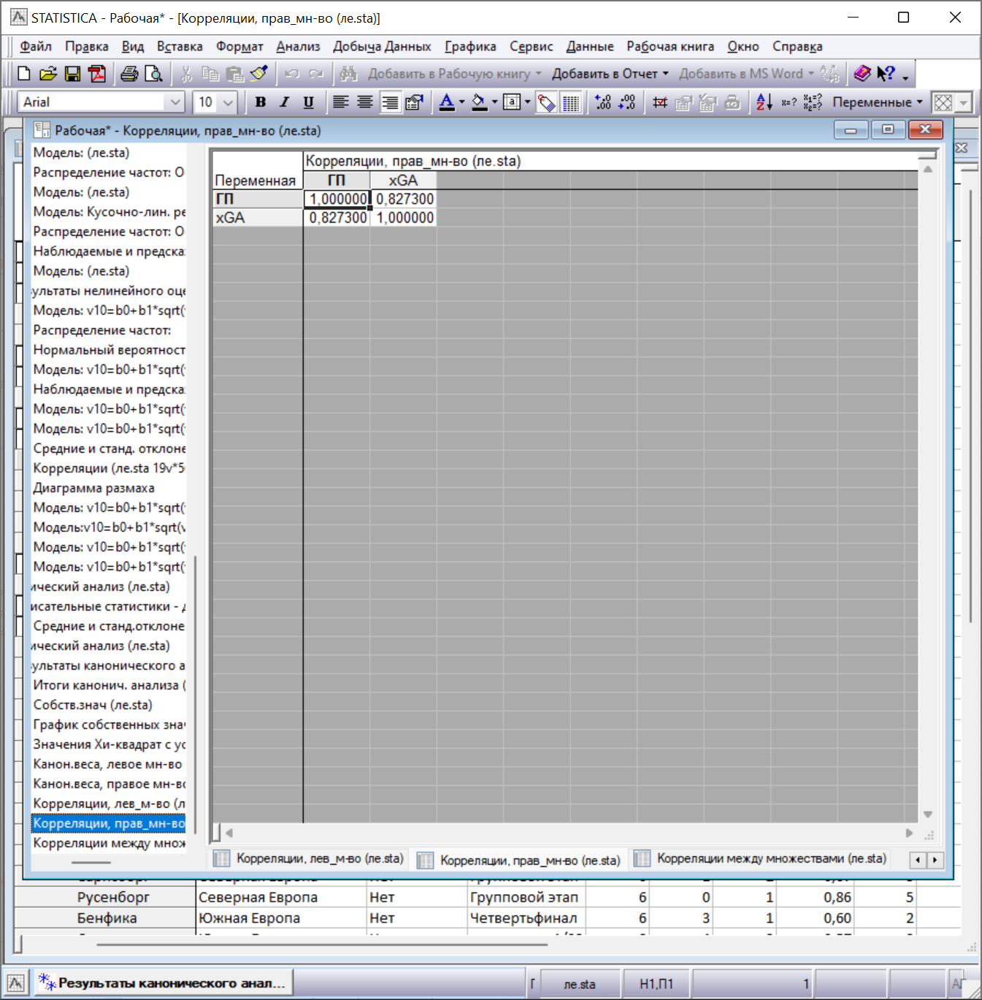 STATISTICA - Рабочая* - [Корреляции, прав_мн-во (ле.sta)]
Файл Правка Вид Вставка Формат Анализ Добыча Данных Графика Сервис Данные Рабочая книга Окно Справка
Добавить в Рабочую книгу Добавить в Отчет Добавить в MS Word
Arial 10 B I U Переменные
Рабочая* - Корреляции, прав_мн-во (ле.sta)
Модель: (ле.sta)
Распределение частот: О
Модель: (ле.sta)
Модель: Кусочно-лин. ре
Распределение частот: О
Наблюдаемые и предска
Модель: (ле.sta)
ультаты нелинейного оце
Модель: v10=b0+b1*sqrt(
Распределение частот:
Нормальный вероятност
Модель: v10=b0+b1*sqrt(
Наблюдаемые и предска
Модель: v10=b0+b1*sqrt(
Модель: v10=b0+b1*sqrt(
Средние и станд. отклоне
Корреляции (ле.sta 19v*5
Диаграмма размаха
Модель: v10=b0+b1*sqrt(
Модель:v10=b0+b1*sqrt(v
Модель: v10=b0+b1*sqrt(
Модель: v10=b0+b1*sqrt(
ический анализ (ле.sta)
исательные статистики - д
Средние и станд.отклоне
ический анализ (ле.sta)
ультаты канонического а
Итоги канонич. анализа (
Собств.знач (ле.sta)
График собственных знач
Значения Хи-квадрат с ус
Канон.веса, левое мн-во
Канон.веса, правое мн-во
Корреляции, лев_м-во (л
Корреляции, прав_мн-во
Корреляции между множ
Корреляции, прав_мн-во (ле.sta)
Переменная ГП xGA
ГП 1,000000 0,827300
xGA 0,827300 1,000000
Корреляции, лев_м-во (ле.sta) Корреляции, прав_мн-во (ле.sta) Корреляции между множествами (ле.sta)
Русенборг Северная Европа Нет Групповой этап 6 0 1 0,86 5
Бенфика Южная Европа Нет Четвертьфинал 6 3 1 0,60 2
Результаты канонического анал... Г ле.sta Н1,П1 1